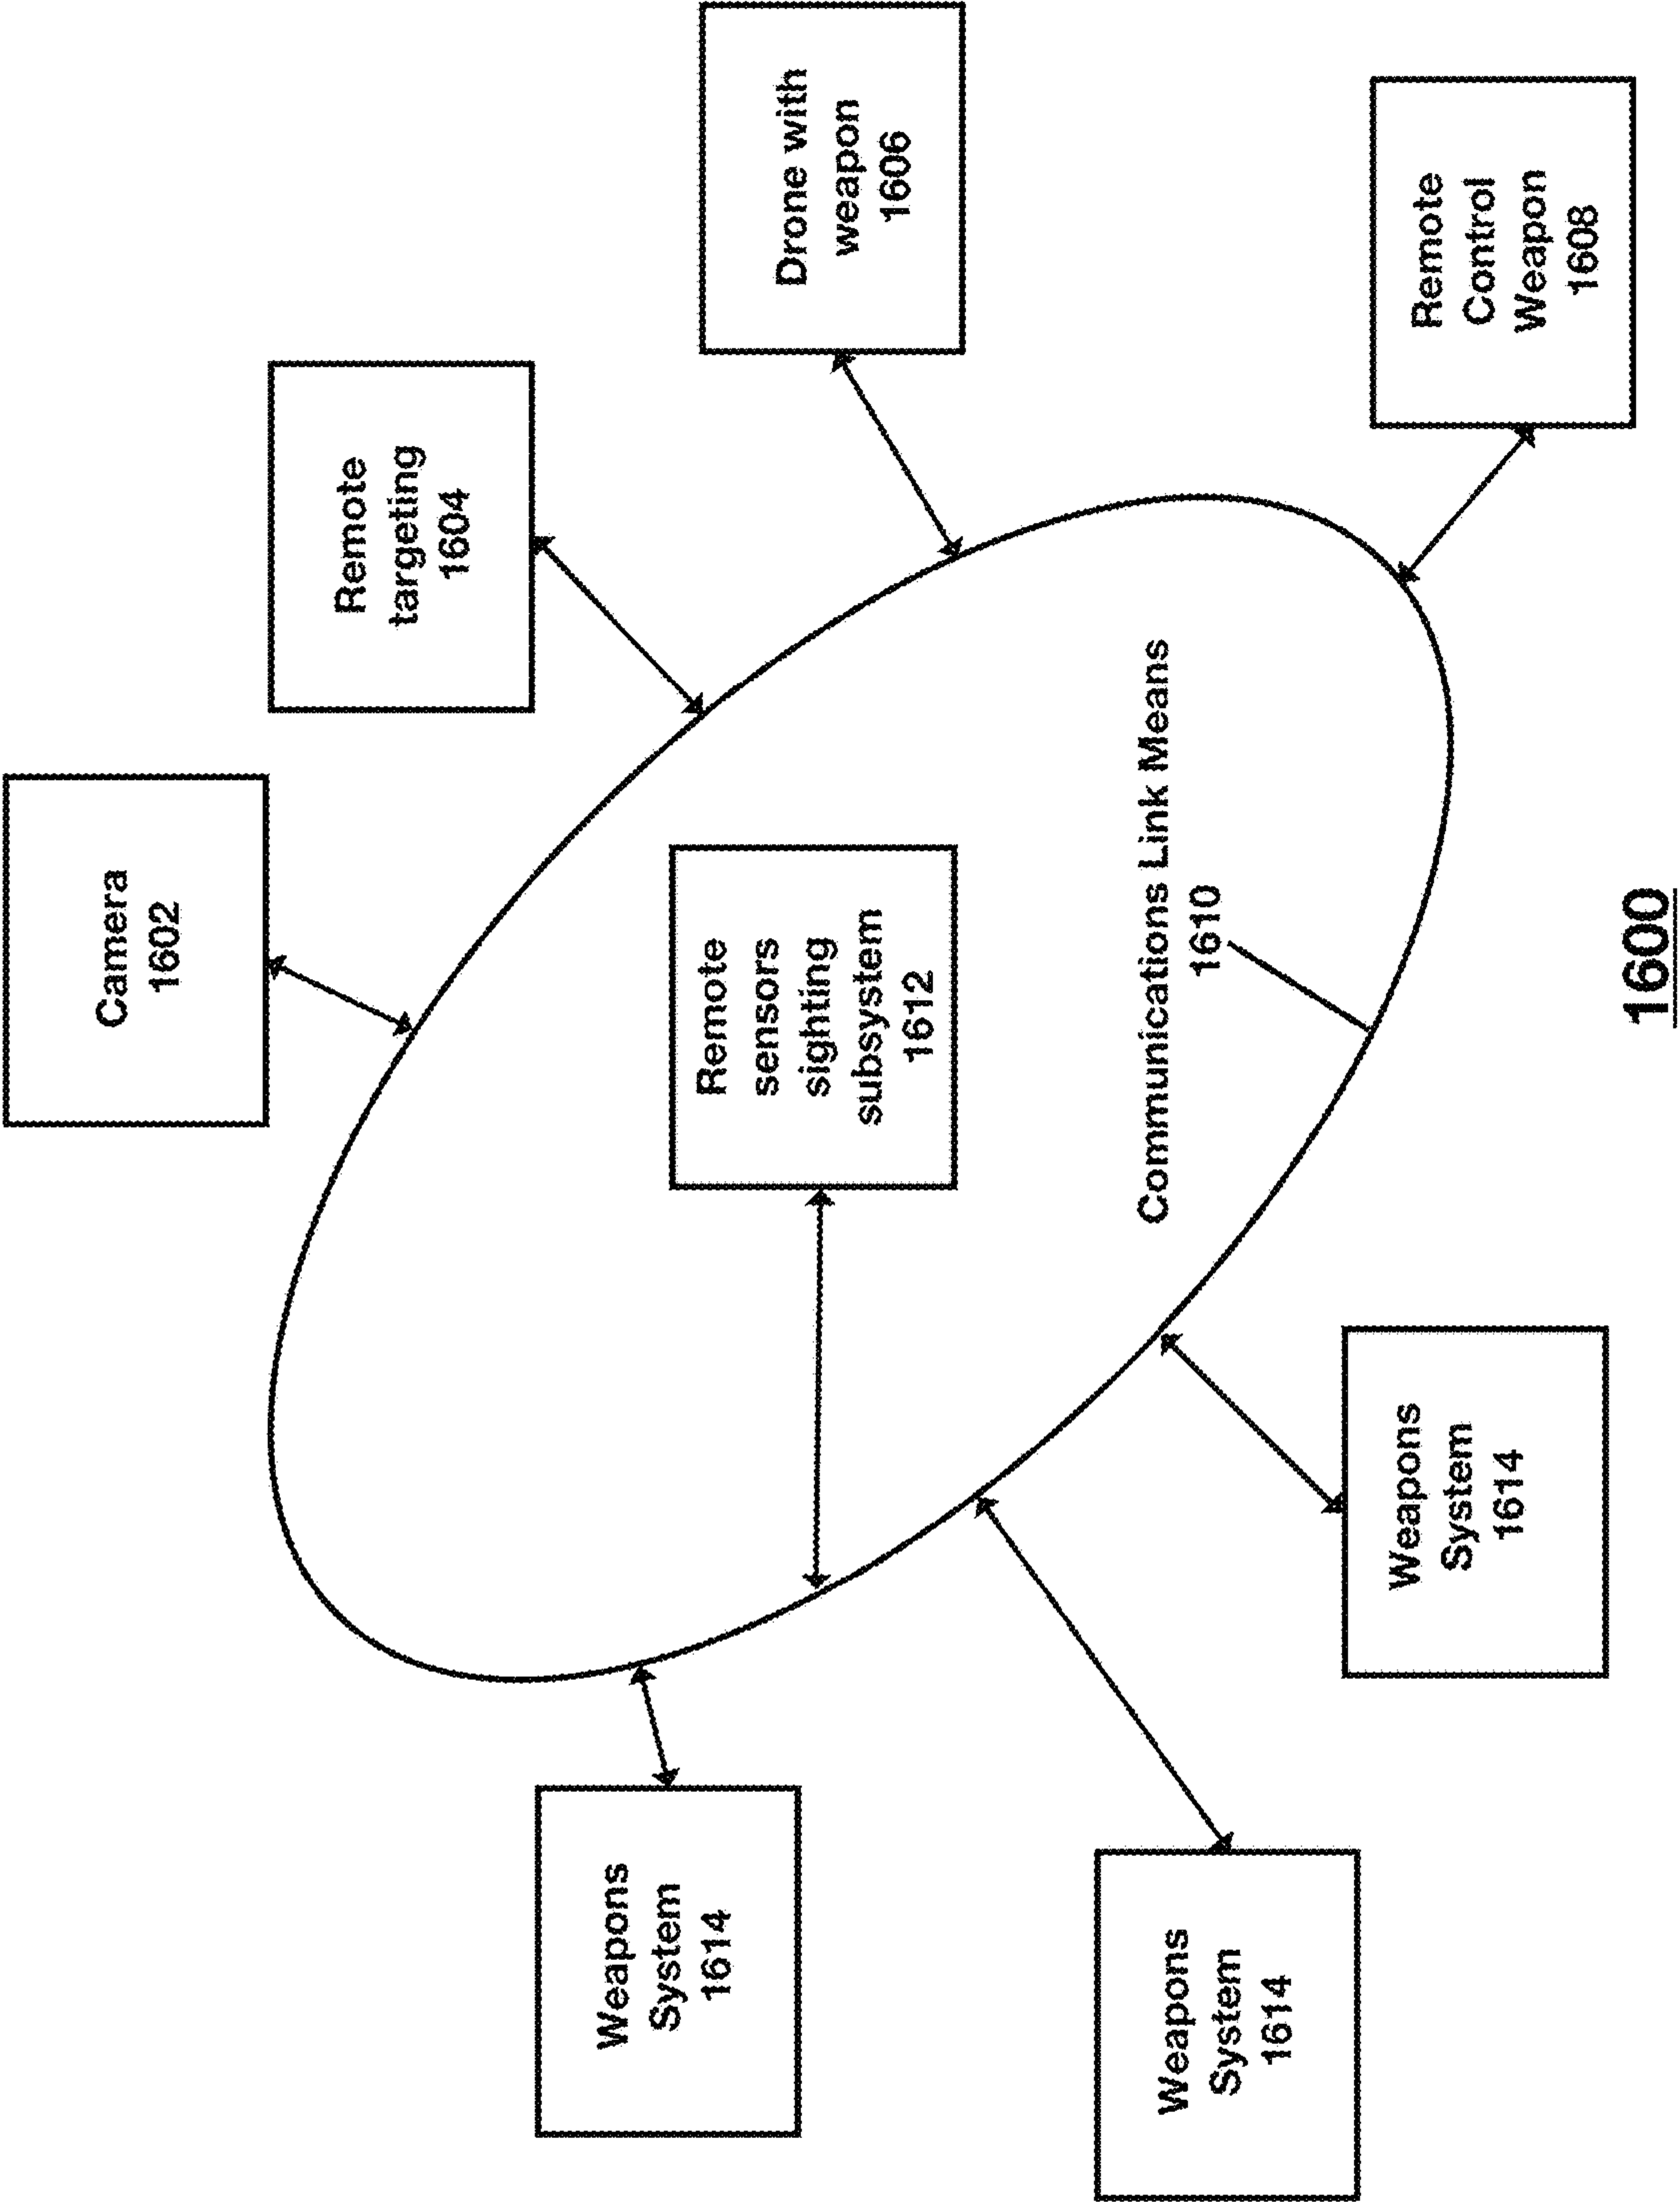 Camera
1602
Remote
targeting
1604
Drone with
weapon
1606
Remote
Control
Weapon
1608
Remote
sensors
sighting
subsystem
1612
Communications Link Means
1610
Weapons
System
1614
Weapons
System
1614
Weapons
System
1614
1600